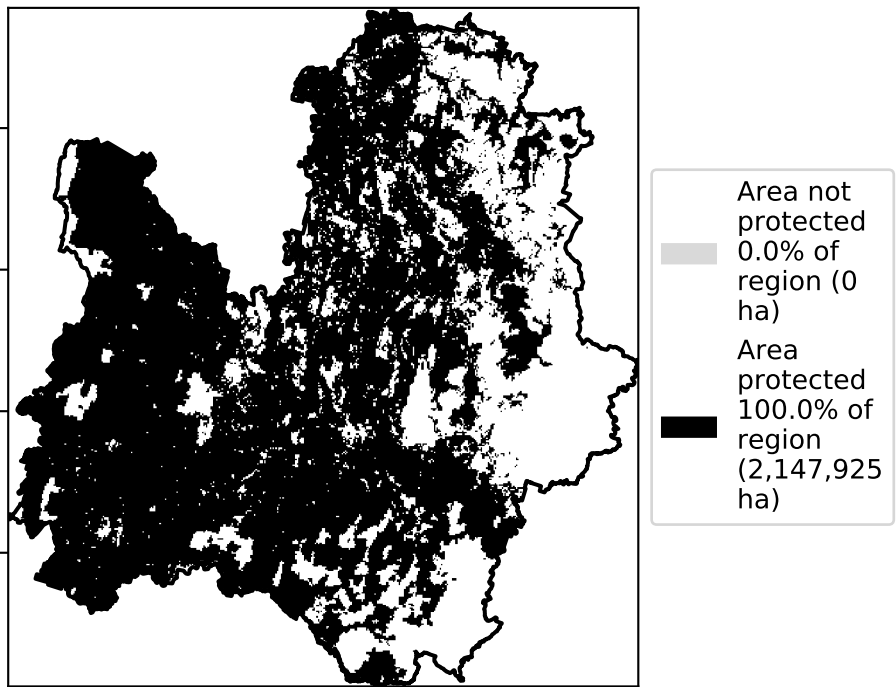 Area not
protected
0.0% of
region (0
ha)
Area
protected
100.0% of
region
(2,147,925
ha)